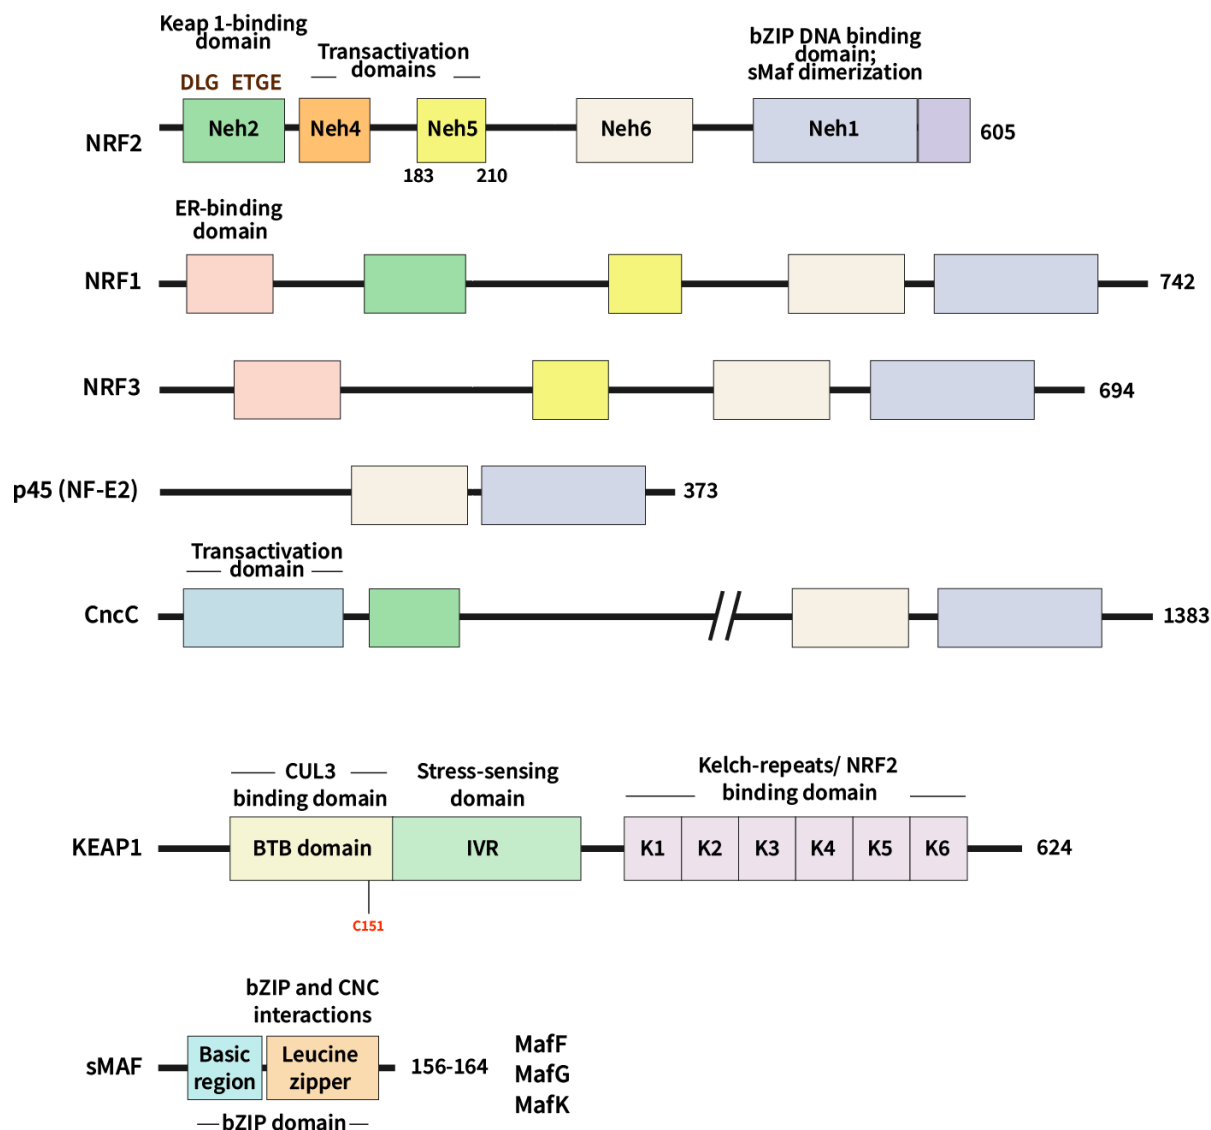 Keap 1-binding
domain
Transactivation
domains
bZIP DNA binding
domain;
sMaf dimerization
DLG ETGE
NRF2
Neh2
Neh4
Neh5
Neh6
Neh1
605
183
210
ER-binding
domain
NRF1
742
NRF3
694
p45 (NF-E2)
373
Transactivation
domain
CncC
1383
CUL3
binding domain
Stress-sensing
domain
Kelch-repeats/ NRF2
binding domain
KEAP1
BTB domain
IVR
K1
K2
K3
K4
K5
K6
624
C151
bZIP and CNC
interactions
sMAF
Basic
region
Leucine
zipper
156-164
MafF
MafG
MafK
bZIP domain